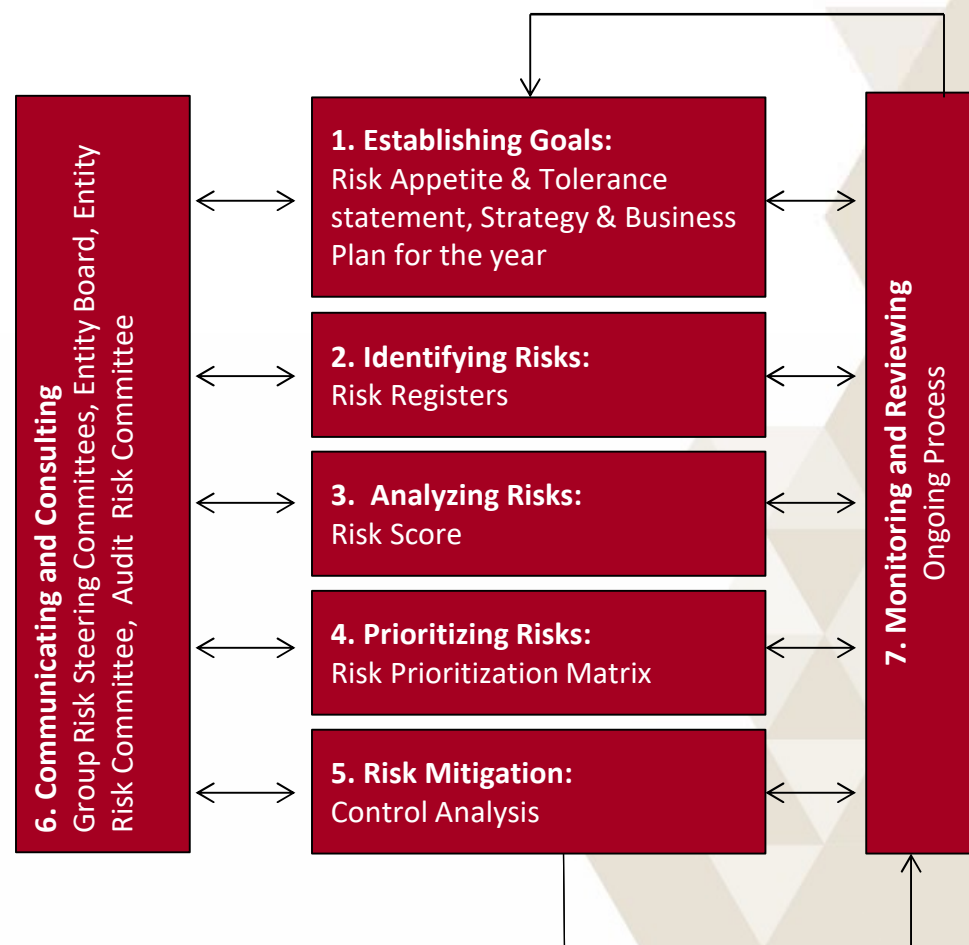 6. Communicating and Consulting
Group Risk Steering Committees, Entity Board, Entity
Risk Committee, Audit Risk Committee
1. Establishing Goals:
Risk Appetite & Tolerance
statement, Strategy & Business
Plan for the year
2. Identifying Risks:
Risk Registers
3. Analyzing Risks:
Risk Score
4. Prioritizing Risks:
Risk Prioritization Matrix
5. Risk Mitigation:
Control Analysis
7. Monitoring and Reviewing
Ongoing Process